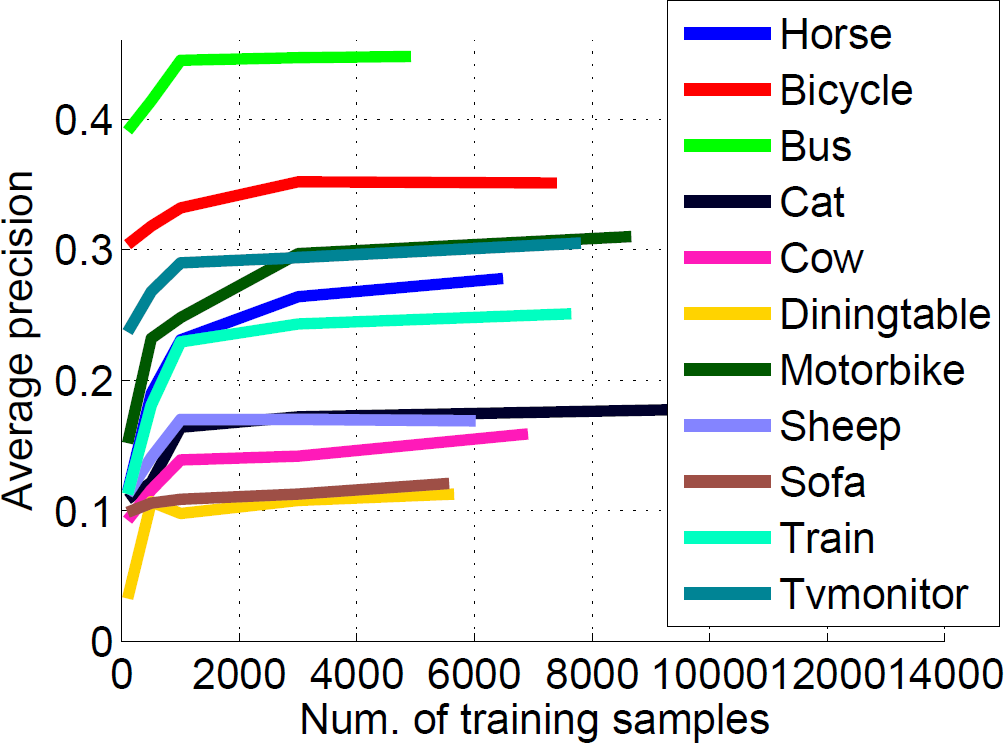 Horse
Bicycle
Bus
Cat
Cow
Diningtable
Motorbike
Sheep
Sofa
Train
Tvmonitor
Average precision
0.4
0.3
0.2
0.1
0
0 2000 4000 6000 8000 10000 12000 14000
Num. of training samples